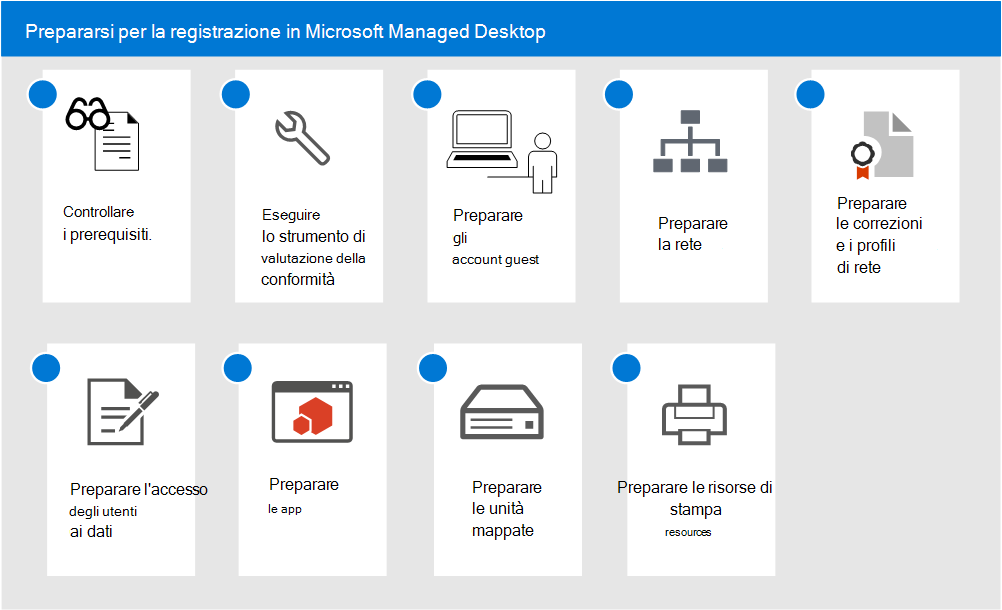 Prepararsi per la registrazione in Microsoft Managed Desktop
Controllare
i prerequisiti.
Eseguire
lo strumento di
valutazione della
conformità
Preparare
gli
account guest
Preparare
la rete
Preparare
le correzioni
e i profili
di rete
Preparare l'accesso
degli utenti
ai dati
Preparare
le app
Preparare
le unità
mappate
Preparare le risorse di
stampa
resources